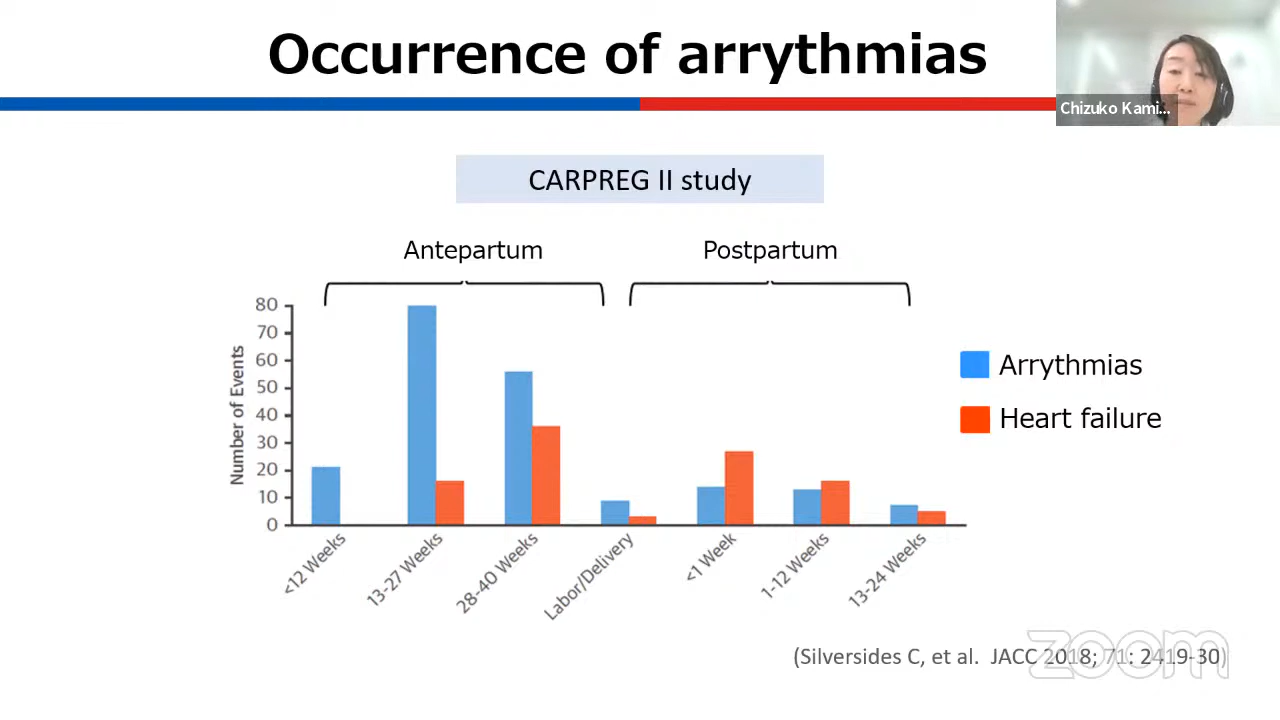 Occurrence of arrythmias
Chizuko Kami...
CARPREG II study
Antepartum
Postpartum
Number of Events
80
70
60
50
40
30
20
10
0
<12 Weeks
13-27 Weeks
28-40 Weeks
Labor/Delivery
<1 Week
1-12 Weeks
13-24 Weeks
Arrythmias
Heart failure
(Silversides C, et al. JACC 2018; 71: 2419-30)
zoom